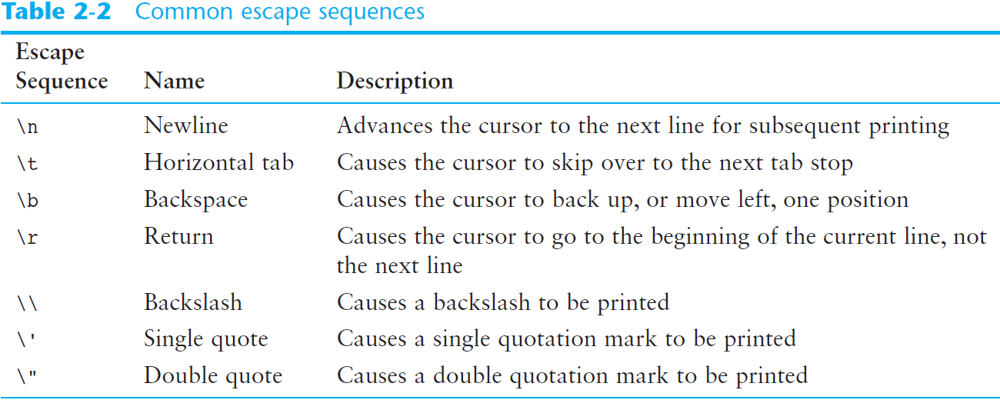 Table 2-2 Common escape sequences
Escape
Sequence Name Description
\n Newline Advances the cursor to the next line for subsequent printing
\t Horizontal tab Causes the cursor to skip over to the next tab stop
\b Backspace Causes the cursor to back up, or move left, one position
\r Return Causes the cursor to go to the beginning of the current line, not
the next line
\\ Backslash Causes a backslash to be printed
\' Single quote Causes a single quotation mark to be printed
\" Double quote Causes a double quotation mark to be printed